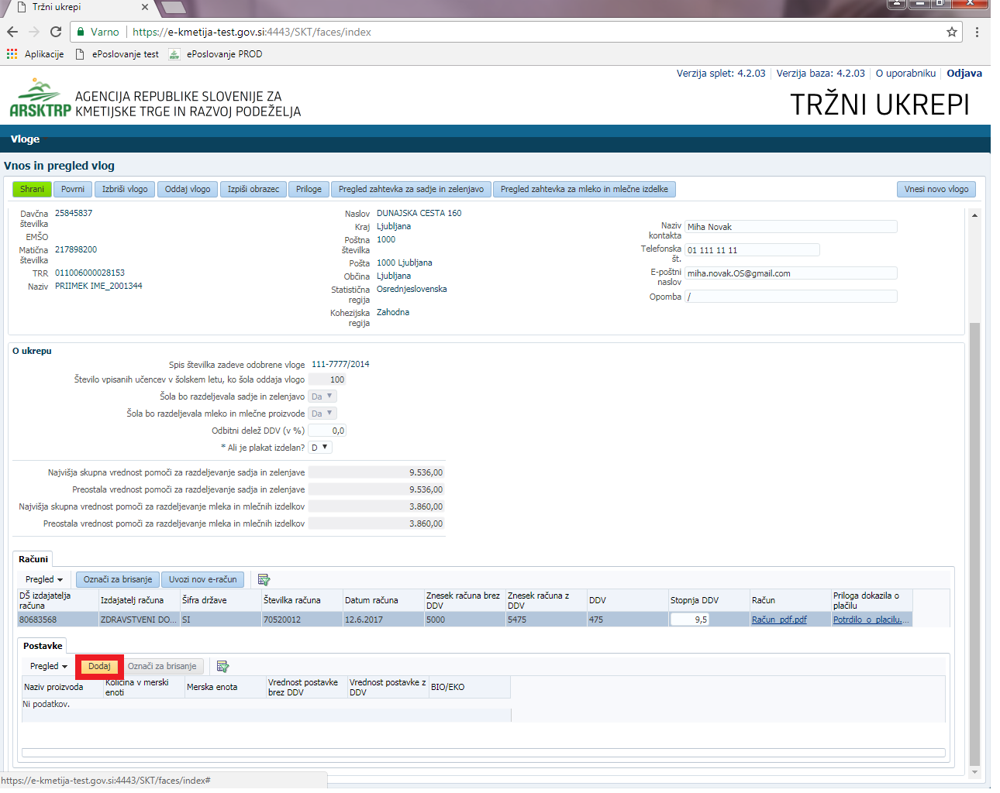 Tržni ukrepi
Varno https://e-kmetija-test.gov.si:4443/SKT/faces/index
Aplikacije ePoslovanje test ePoslovanje PROD
Verzija splet: 4.2.03 Verzija baza: 4.2.03 O uporabniku Odjava
ARSKTRP
AGENCIJA REPUBLIKE SLOVENIJE ZA
KMETIJSKE TRGE IN RAZVOJ PODEŽELJA
TRŽNI UKREPI
Vloge
Vnos in pregled vlog
Shrani Povrni Izbriši vlogo Oddaj vlogo Izpiši obrazec Priloge Pregled zahtevka za sadje in zelenjavo Pregled zahtevka za mleko in mlečne izdelke Vnesi novo vlogo
Davčna številka 25845837
EMŠO
Matična številka 217898200
TRR 011006000028153
Naziv PRIIMEK IME_2001344
Naslov DUNAJSKA CESTA 160
Kraj Ljubljana
Poštna številka 1000
Pošta 1000 Ljubljana
Občina Ljubljana
Statistična regija Osrednjeslovenska
Kohezijska regija Zahodna
Naziv kontakta Miha Novak
Telefonska št. 01 111 11 11
E-poštni naslov miha.novak.OS@gmail.com
Opomba /
O ukrepu
Spis številka zadeve odobrene vloge 111-7777/2014
Število vpisanih učencev v šolskem letu, ko šola oddaja vlogo 100
Šola bo razdeljevala sadje in zelenjavo Da
Šola bo razdeljevala mleko in mlečne proizvode Da
Odbitni delež DDV (v %) 0,0
* Ali je plakat izdelan? D
Najvišja skupna vrednost pomoči za razdeljevanje sadja in zelenjave 9.536,00
Preostala vrednost pomoči za razdeljevanje sadja in zelenjave 9.536,00
Najvišja skupna vrednost pomoči za razdeljevanje mleka in mlečnih izdelkov 3.860,00
Preostala vrednost pomoči za razdeljevanje mleka in mlečnih izdelkov 3.860,00
Računi
Pregled Označi za brisanje Uvozi nov e-račun
DŠ izdajatelja računa Izdajatelj računa Šifra države Številka računa Datum računa Znesek računa brez DDV Znesek računa z DDV DDV Stopnja DDV Račun Priloga dokazila o plačilu
80683568 ZDRAVSTVENI DO... SI 70520012 12.6.2017 5000 5475 475 9,5 Račun_pdf.pdf Potrdilo_o_placilu....
Postavke
Pregled Dodaj Označi za brisanje
Naziv proizvoda Količina v merski enoti Merska enota Vrednost postavke brez DDV Vrednost postavke z DDV BIO/EKO
Ni podatkov.
https://e-kmetija-test.gov.si:4443/SKT/faces/index#